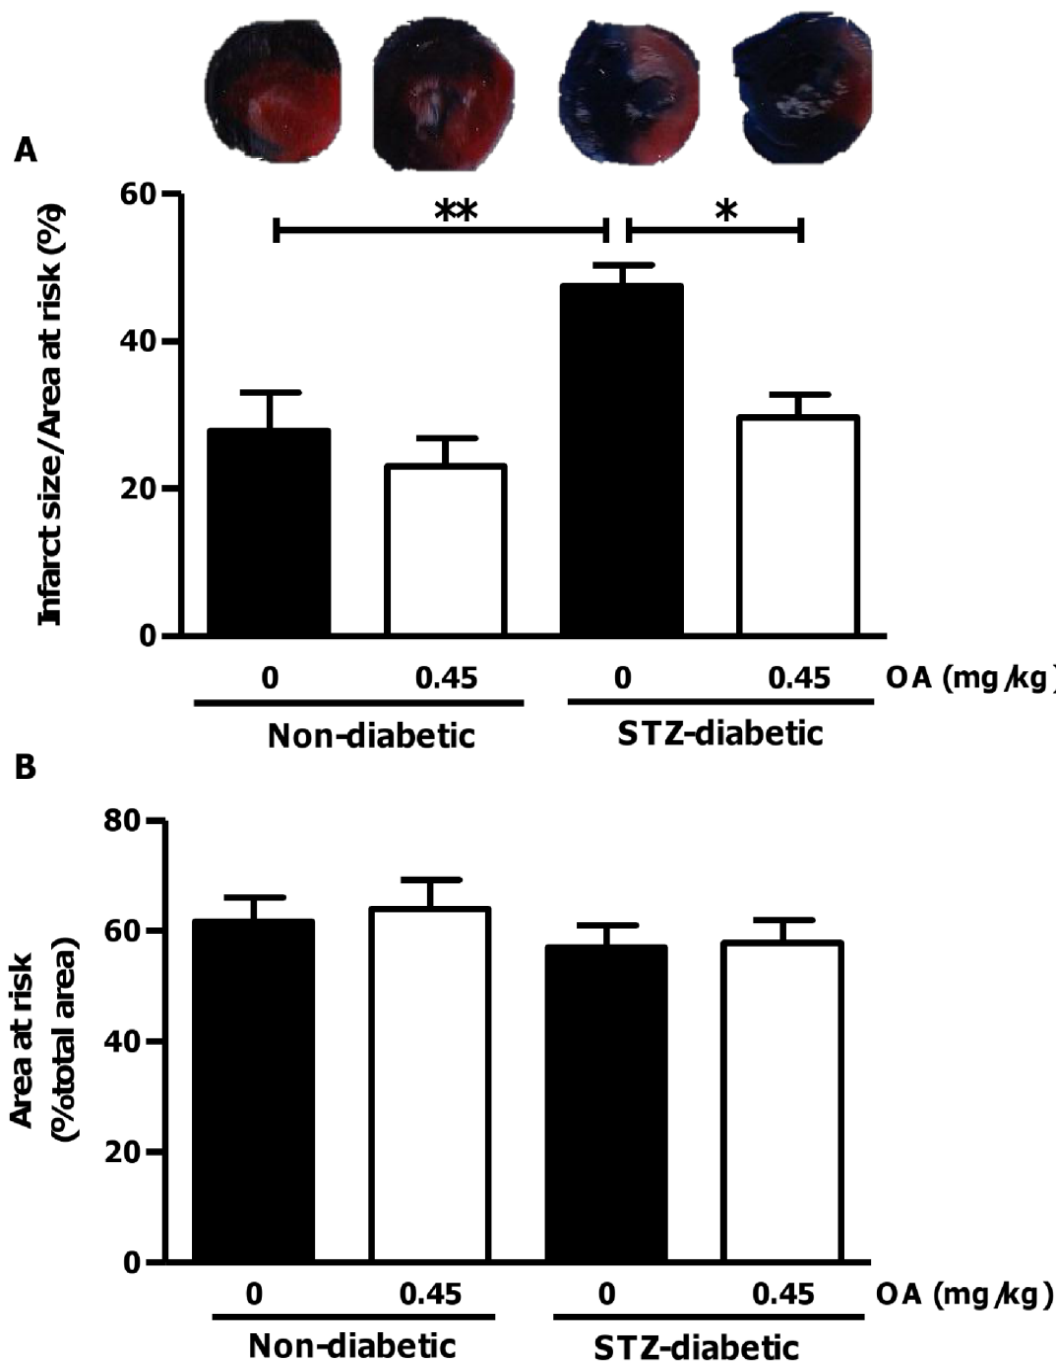 A
Infarct size/Area at risk (%)
60
40
20
0
**
*
0 0.45 0 0.45 OA (mg/kg)
Non-diabetic STZ-diabetic
B
Area at risk
(%total area)
80
60
40
20
0
0 0.45 0 0.45 OA (mg/kg)
Non-diabetic STZ-diabetic